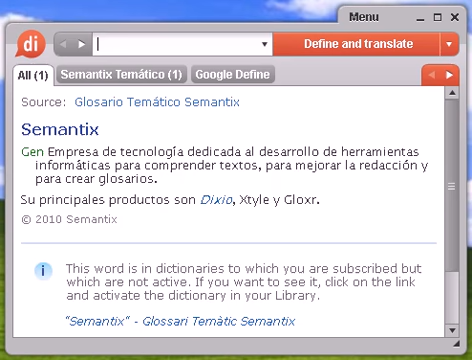 Menu
di
Define and translate
All (1) Semantix Temático (1) Google Define
Source: Glosario Temático Semantix
Semantix
Gen Empresa de tecnología dedicada al desarrollo de herramientas
informáticas para comprender textos, para mejorar la redacción y
para crear glosarios.
Su principales productos son Dixio, Xtyle y Gloxr.
© 2010 Semantix
i
This word is in dictionaries to which you are subscribed but
which are not active. If you want to see it, click on the link
and activate the dictionary in your Library.
"Semantix" - Glossari Temàtic Semantix